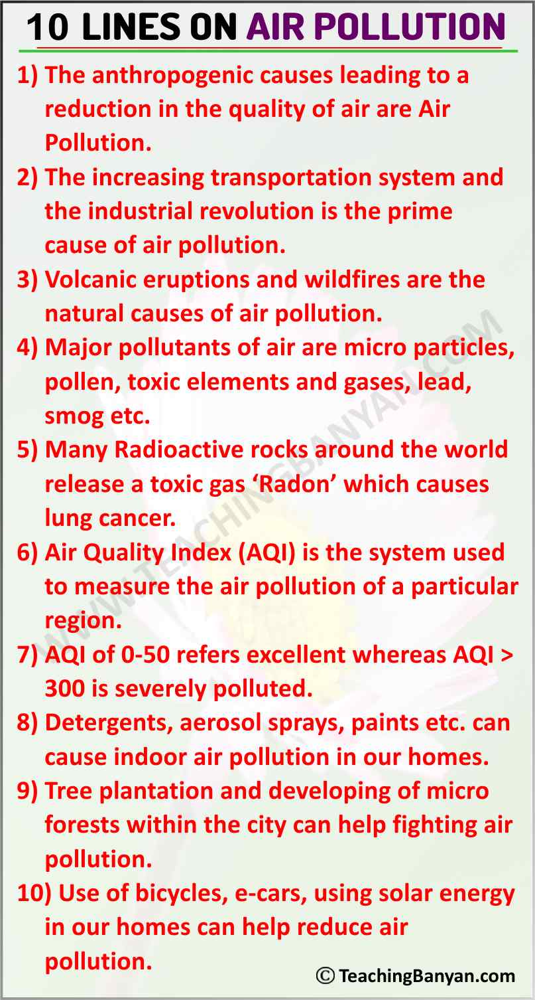 10 LINES ON AIR POLLUTION
1) The anthropogenic causes leading to a
reduction in the quality of air are Air
Pollution.
2) The increasing transportation system and
the industrial revolution is the prime
cause of air pollution.
3) Volcanic eruptions and wildfires are the
natural causes of air pollution.
4) Major pollutants of air are micro particles,
pollen, toxic elements and gases, lead,
smog etc.
5) Many Radioactive rocks around the world
release a toxic gas ‘Radon’ which causes
lung cancer.
6) Air Quality Index (AQI) is the system used
to measure the air pollution of a particular
region.
7) AQI of 0-50 refers excellent whereas AQI >
300 is severely polluted.
8) Detergents, aerosol sprays, paints etc. can
cause indoor air pollution in our homes.
9) Tree plantation and developing of micro
forests within the city can help fighting air
pollution.
10) Use of bicycles, e-cars, using solar energy
in our homes can help reduce air
pollution.
© TeachingBanyan.com
WWW.TEACHINGBANYAN.COM